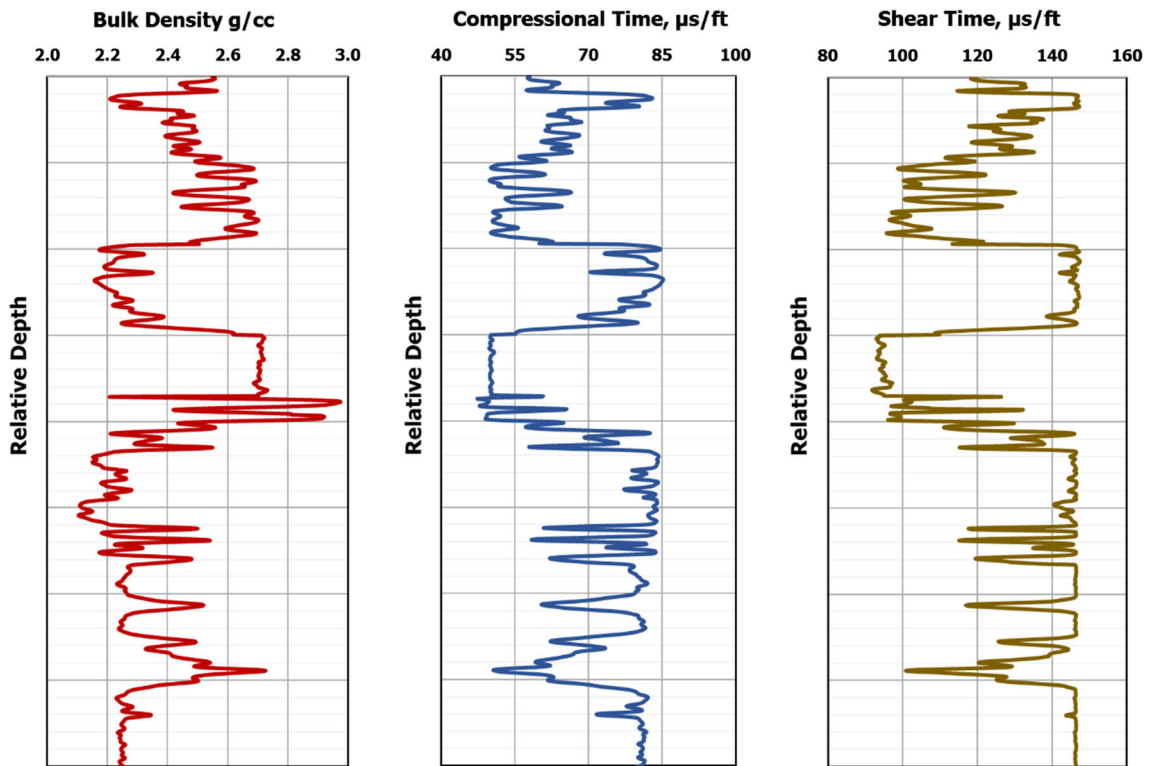 Bulk Density g/cc
2.0 2.2 2.4 2.6 2.8 3.0
Relative Depth
Compressional Time, µs/ft
40 55 70 85 100
Relative Depth
Shear Time, µs/ft
80 100 120 140 160
Relative Depth